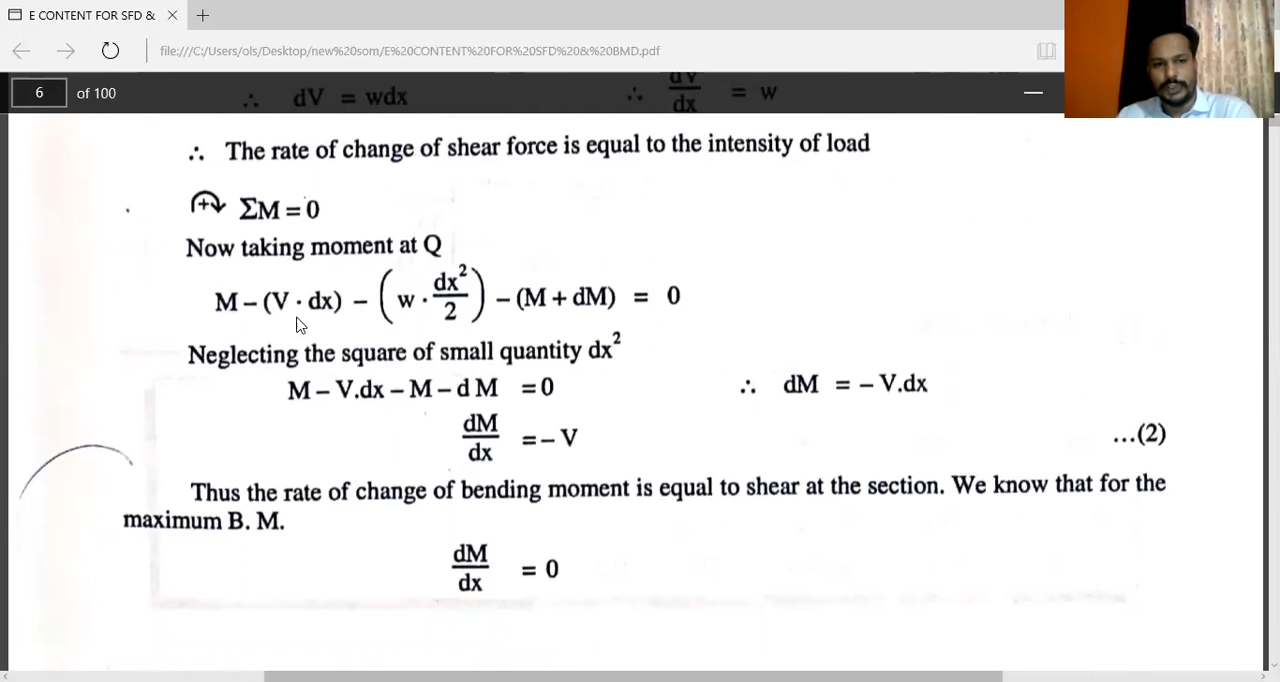 E CONTENT FOR SFD &
file:///C:/Users/ols/Desktop/new%20som/E%20CONTENT%20FOR%20SFD%20&%20BMD.pdf
6 of 100
∴ dV = wdx ∴ dV/dx = w
∴ The rate of change of shear force is equal to the intensity of load
+ ΣM = 0
Now taking moment at Q
M – (V · dx) – (w · dx²/2) – (M + dM) = 0
Neglecting the square of small quantity dx²
M – V.dx – M – d M = 0 ∴ dM = – V.dx
dM/dx = – V ...(2)
Thus the rate of change of bending moment is equal to shear at the section. We know that for the
maximum B. M.
dM/dx = 0